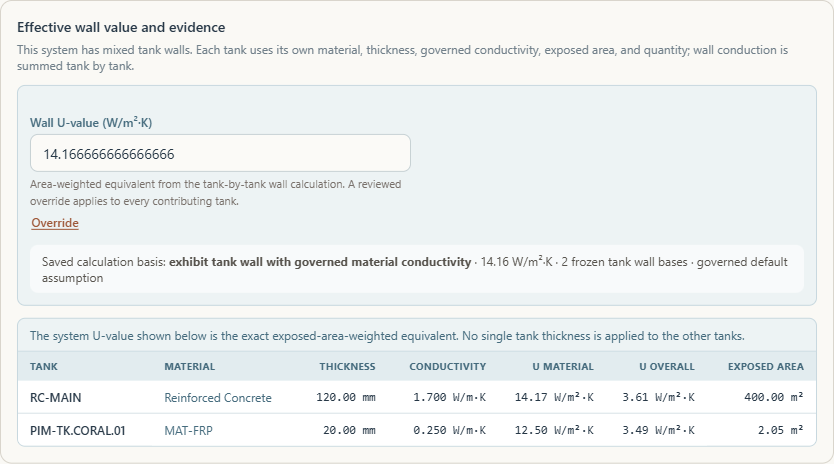 Effective wall value and evidence
This system has mixed tank walls. Each tank uses its own material, thickness, governed conductivity, exposed area, and quantity; wall conduction is
summed tank by tank.
Wall U-value (W/m²·K)
14.166666666666666
Area-weighted equivalent from the tank-by-tank wall calculation. A reviewed
override applies to every contributing tank.
Override
Saved calculation basis: exhibit tank wall with governed material conductivity · 14.16 W/m²·K · 2 frozen tank wall bases · governed default
assumption
The system U-value shown below is the exact exposed-area-weighted equivalent. No single tank thickness is applied to the other tanks.
TANK MATERIAL THICKNESS CONDUCTIVITY U MATERIAL U OVERALL EXPOSED AREA
RC-MAIN Reinforced Concrete 120.00 mm 1.700 W/m·K 14.17 W/m²·K 3.61 W/m²·K 400.00 m²
PIM-TK.CORAL.01 MAT-FRP 20.00 mm 0.250 W/m·K 12.50 W/m²·K 3.49 W/m²·K 2.05 m²